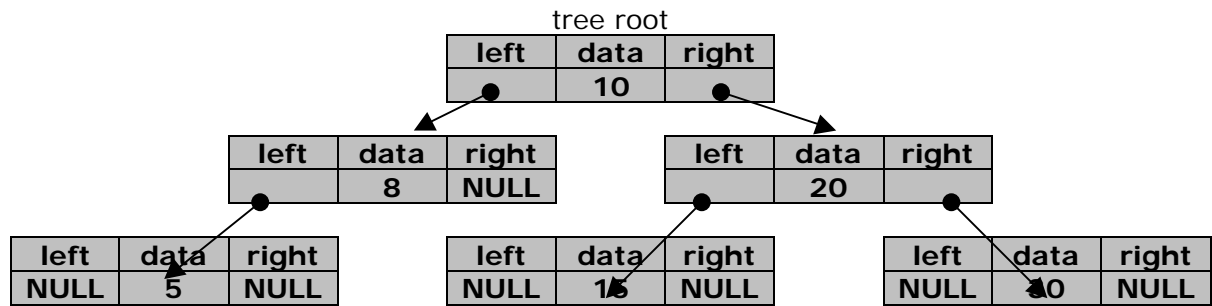 tree root
left data right
10
left data right
8 NULL
left data right
20
left data right
NULL 5 NULL
left data right
NULL 15 NULL
left data right
NULL NULL